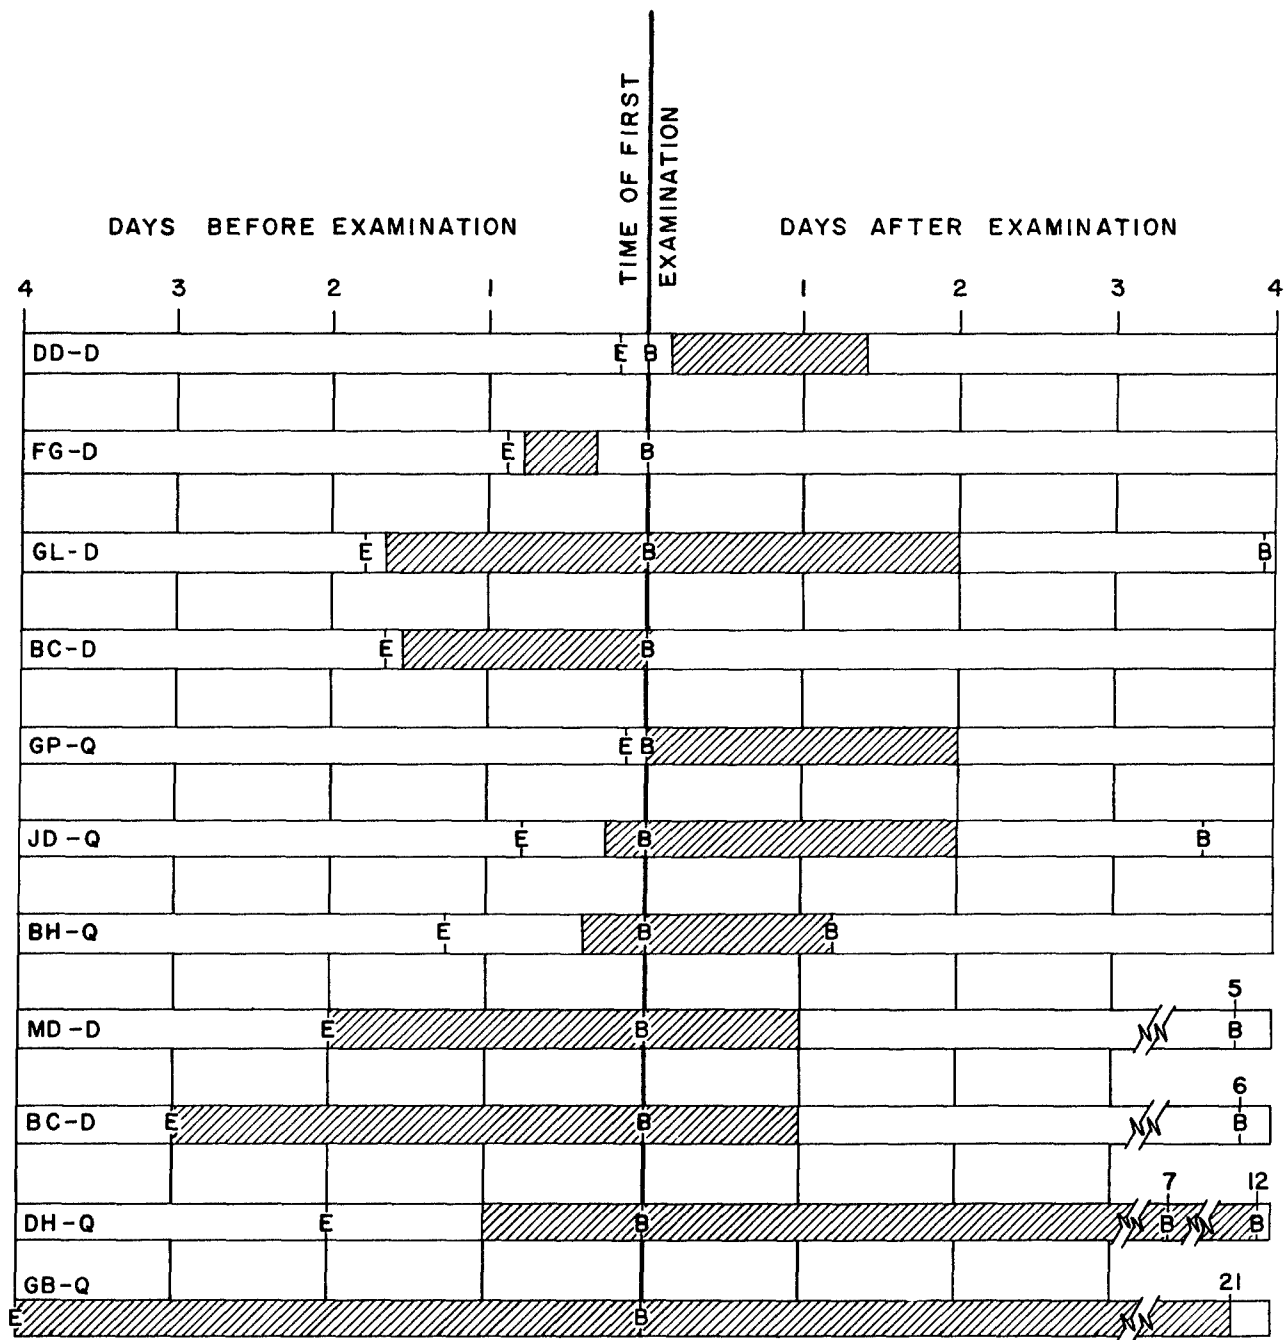 TIME OF FIRST
EXAMINATION
DAYS BEFORE EXAMINATION
DAYS AFTER EXAMINATION
4 3 2 1 1 2 3 4
DD-D E B
FG-D E B
GL-D E B B
BC-D E B
GP-Q E B
JD-Q E B B
BH-Q E B B
5
MD-D E B B
6
BC-D E B B
7 12
DH-Q E B B B
GB-Q 21
E B